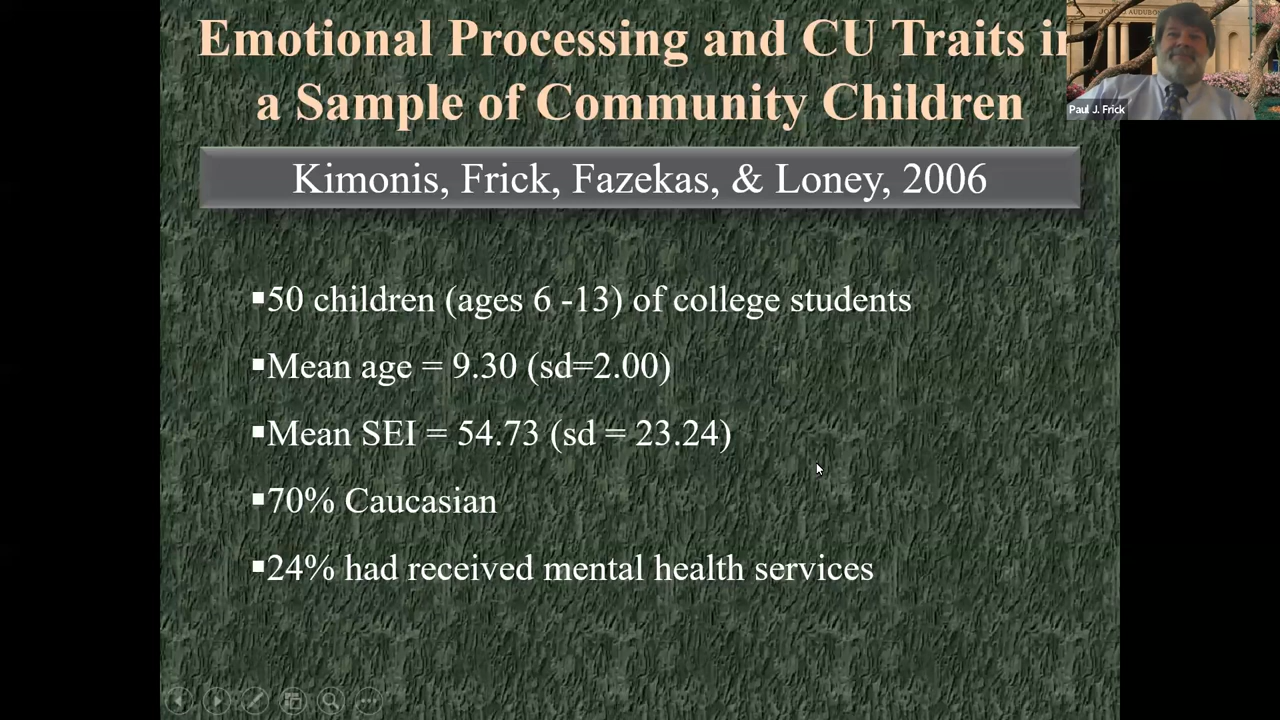 Emotional Processing and CU Traits in
a Sample of Community Children
Kimonis, Frick, Fazekas, & Loney, 2006
▪50 children (ages 6 -13) of college students
▪Mean age = 9.30 (sd=2.00)
▪Mean SEI = 54.73 (sd = 23.24)
▪70% Caucasian
▪24% had received mental health services
Paul J. Frick